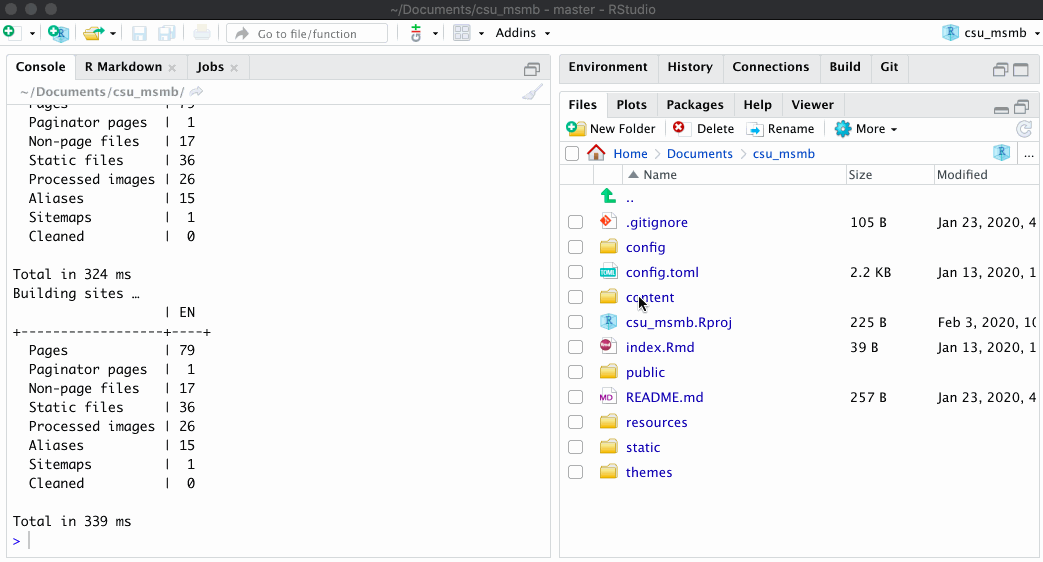 ~/Documents/csu_msmb - master - RStudio
Go to file/function
Addins
csu_msmb
Console R Markdown Jobs
~/Documents/csu_msmb/
Pages | 79
Paginator pages | 1
Non-page files | 17
Static files | 36
Processed images | 26
Aliases | 15
Sitemaps | 1
Cleaned | 0
Total in 324 ms
Building sites …
| EN
+------------------+----+
Pages | 79
Paginator pages | 1
Non-page files | 17
Static files | 36
Processed images | 26
Aliases | 15
Sitemaps | 1
Cleaned | 0
Total in 339 ms
>
Environment History Connections Build Git
Files Plots Packages Help Viewer
New Folder Delete Rename More
Home Documents csu_msmb ...
Name Size Modified
..
.gitignore 105 B Jan 23, 2020, 4
config
config.toml 2.2 KB Jan 13, 2020, 1
content
csu_msmb.Rproj 225 B Feb 3, 2020, 10
index.Rmd 39 B Jan 13, 2020, 1
public
README.md 257 B Jan 23, 2020, 4
resources
static
themes